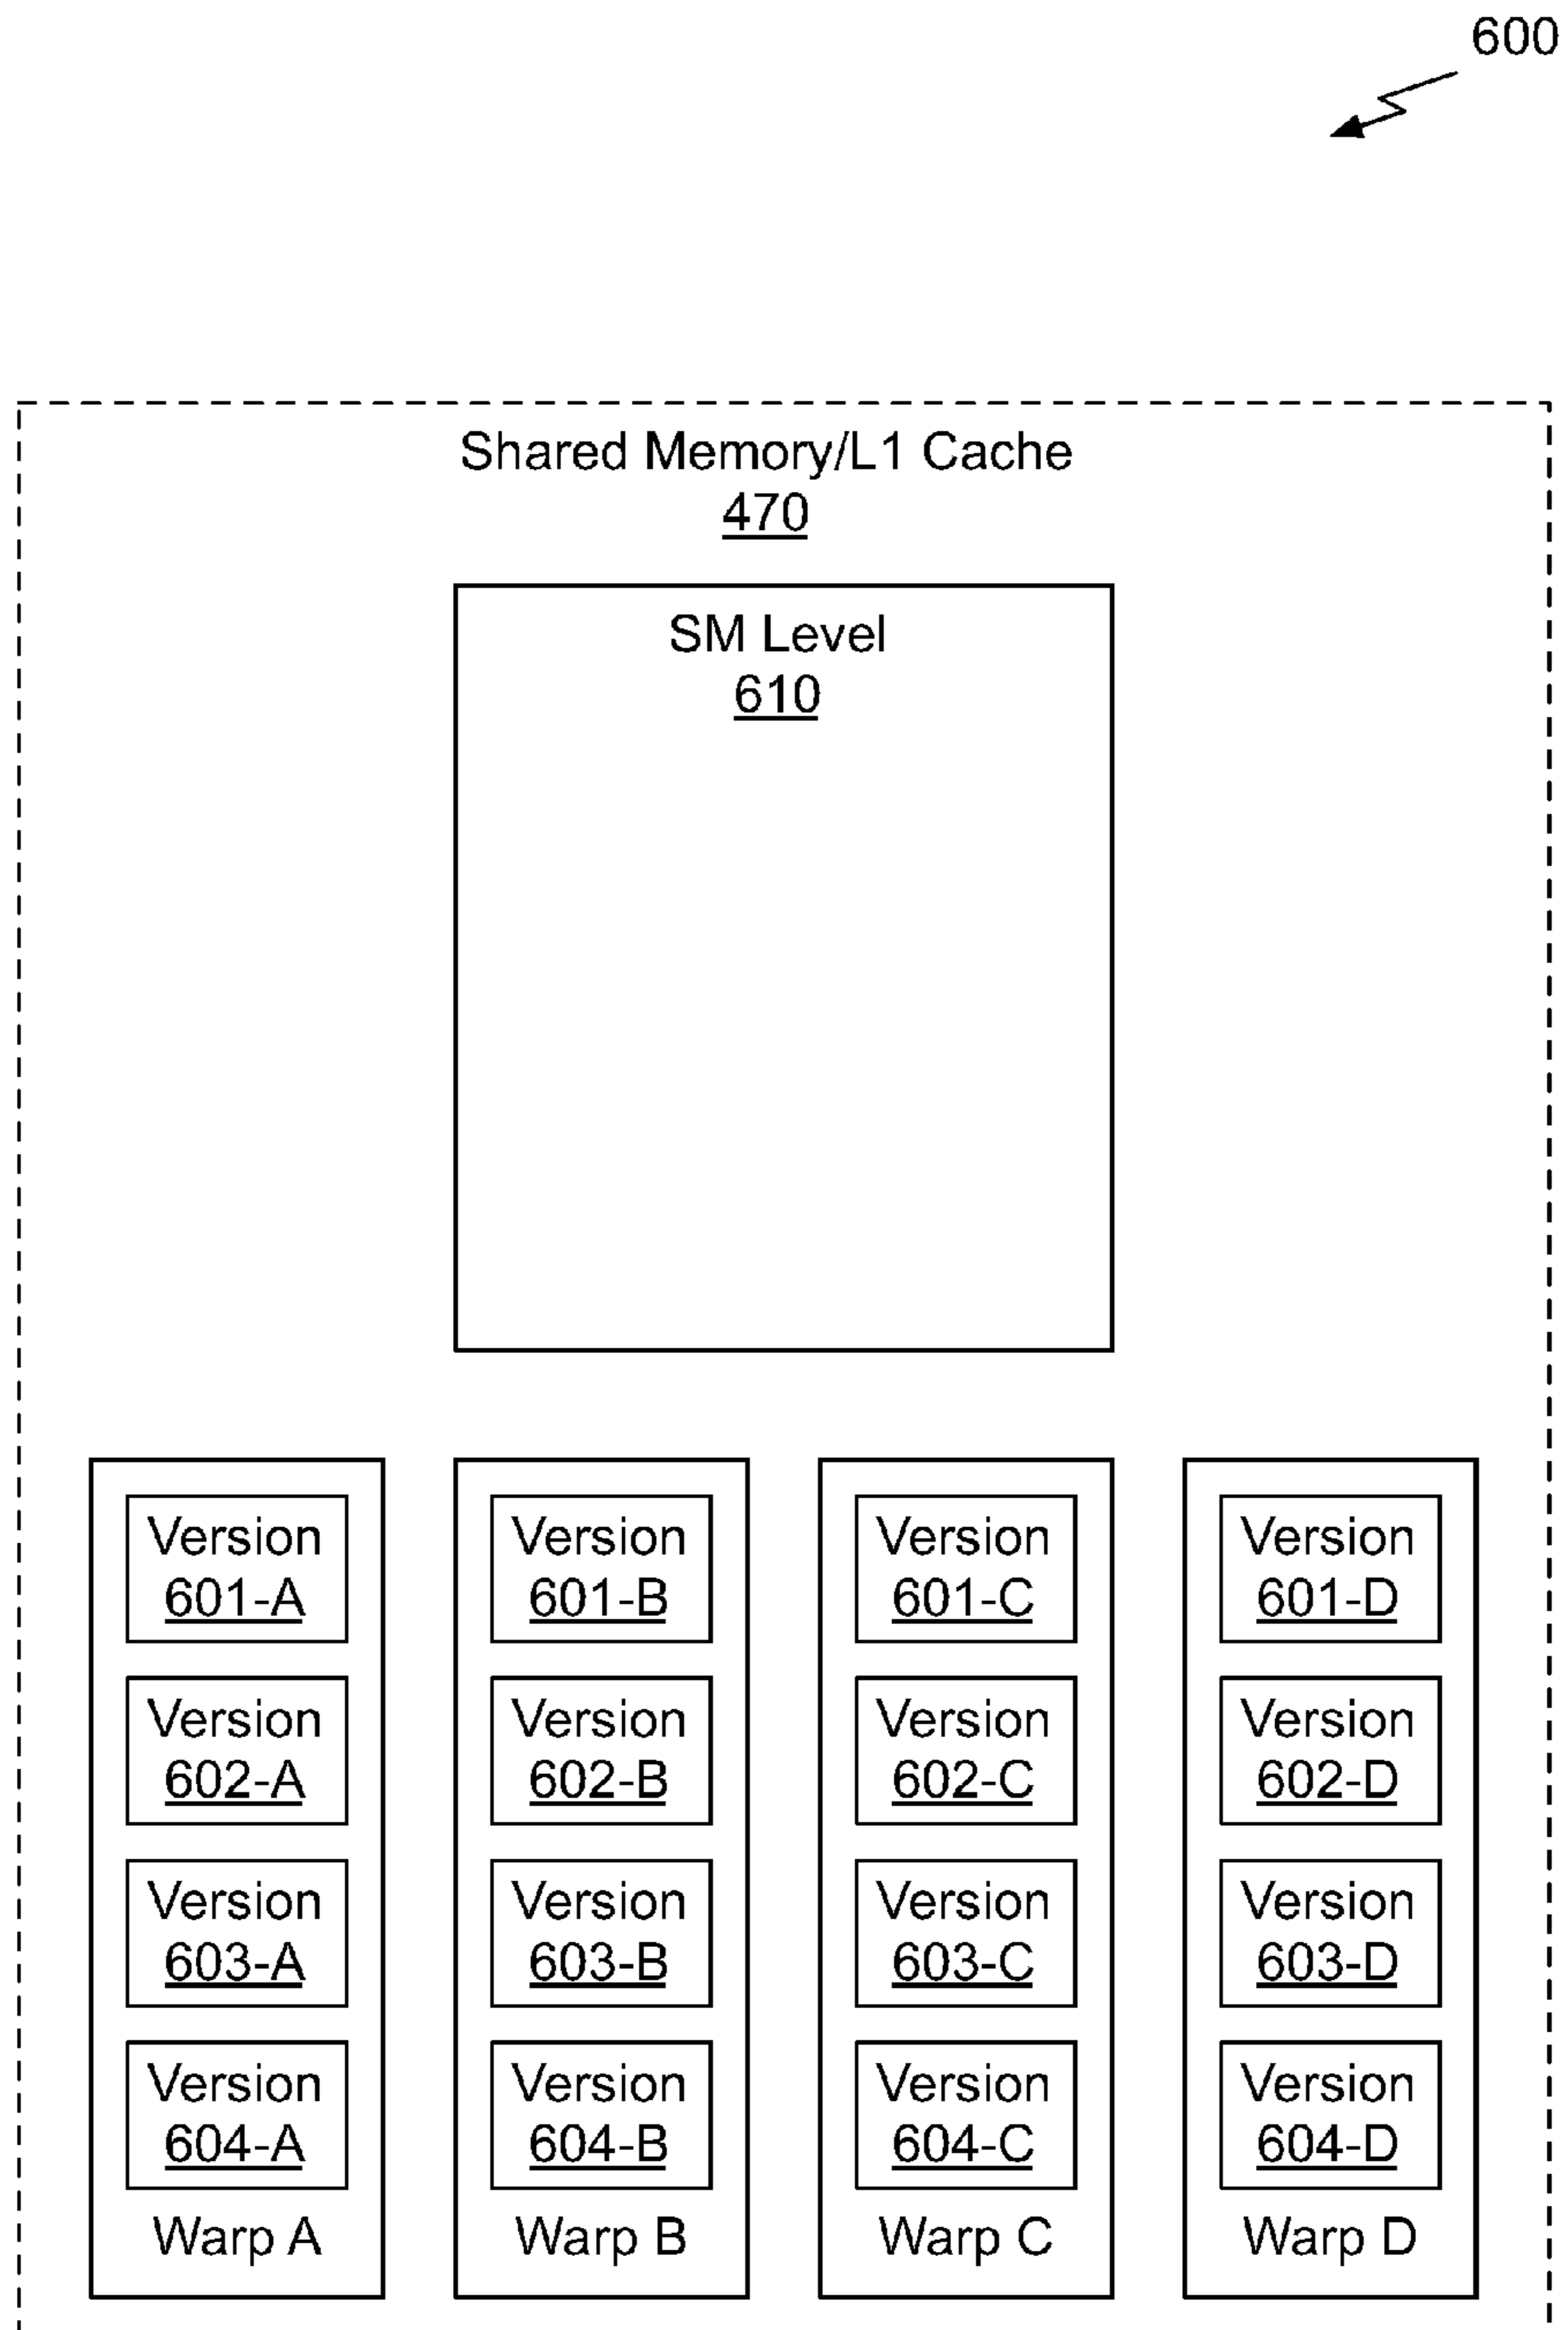 600
Shared Memory/L1 Cache
470
SM Level
610
Version
601-A
Version
602-A
Version
603-A
Version
604-A
Warp A
Version
601-B
Version
602-B
Version
603-B
Version
604-B
Warp B
Version
601-C
Version
602-C
Version
603-C
Version
604-C
Warp C
Version
601-D
Version
602-D
Version
603-D
Version
604-D
Warp D